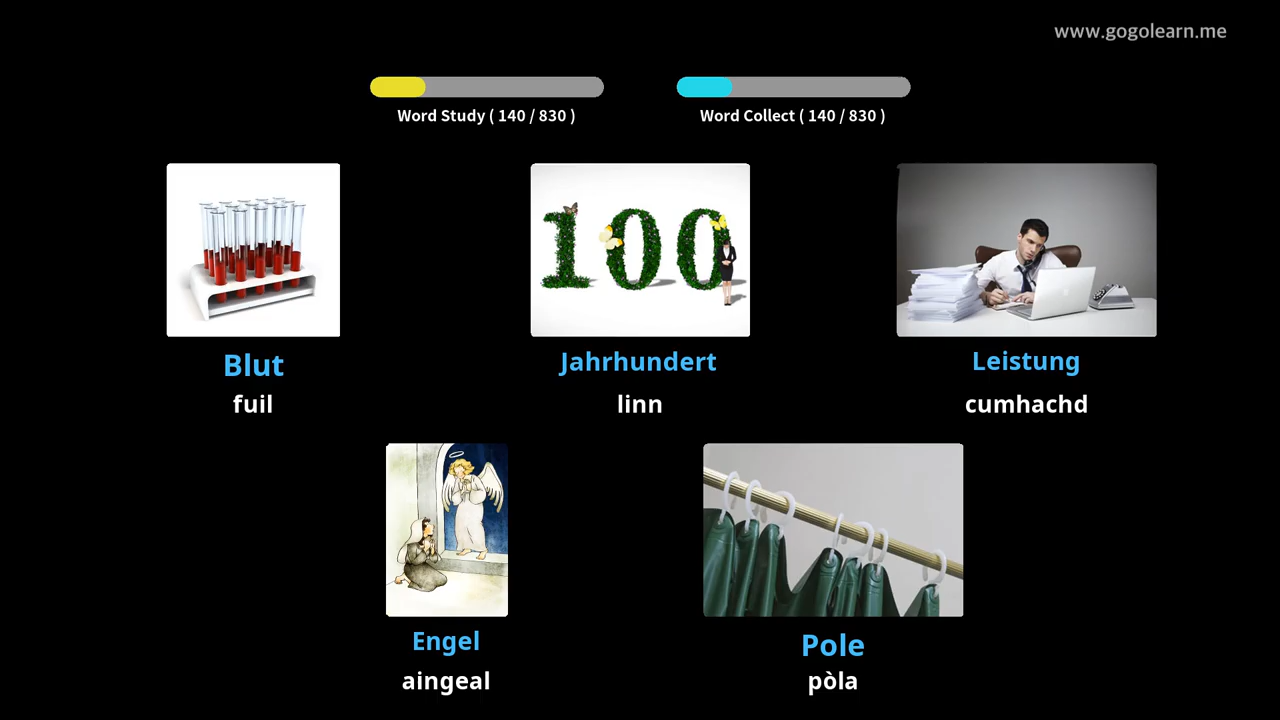 www.gogolearn.me
Word Study ( 140 / 830 )
Word Collect ( 140 / 830 )
100
Blut
fuil
Jahrhundert
linn
Leistung
cumhachd
Engel
aingeal
Pole
pòla